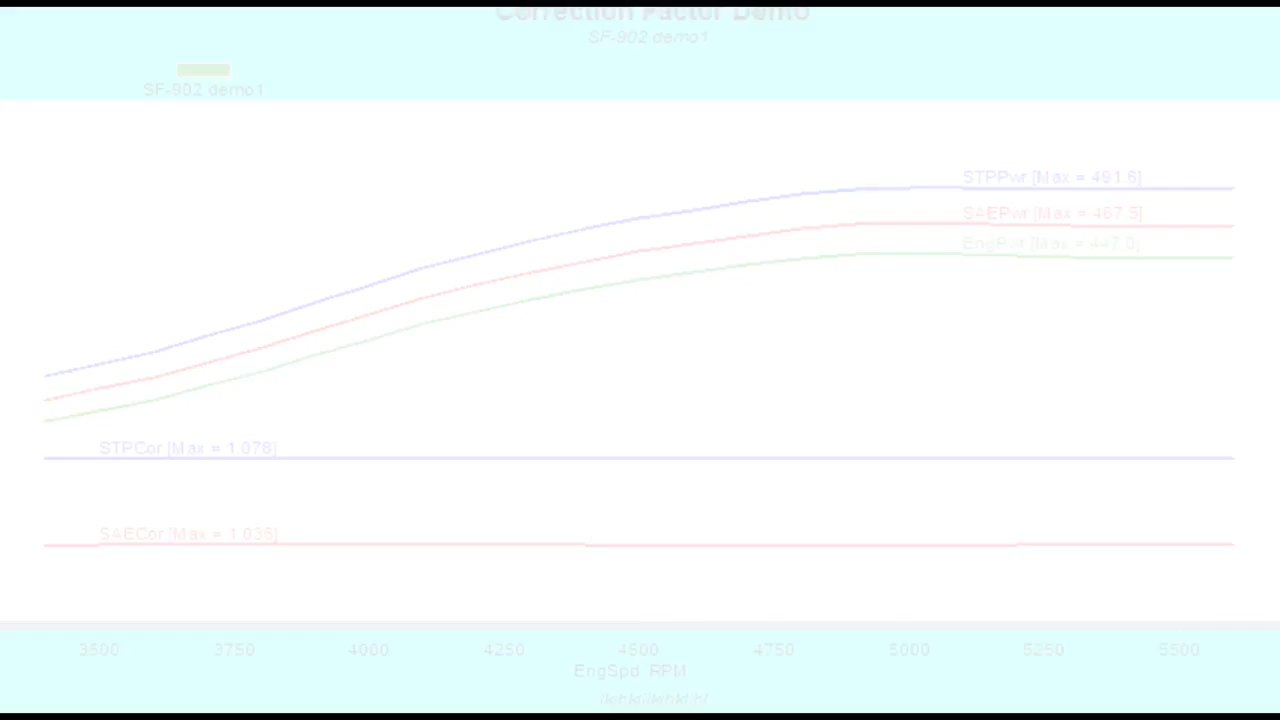 Correction Factor Demo
SF-902 demo1
SF-902 demo1
STPPwr [Max = 491.6]
SAEPwr [Max = 467.5]
EngPwr [Max = 447.0]
STPCor [Max = 1.078]
SAECor [Max = 1.036]
3500 3750 4000 4250 4500 4750 5000 5250 5500
EngSpd RPM